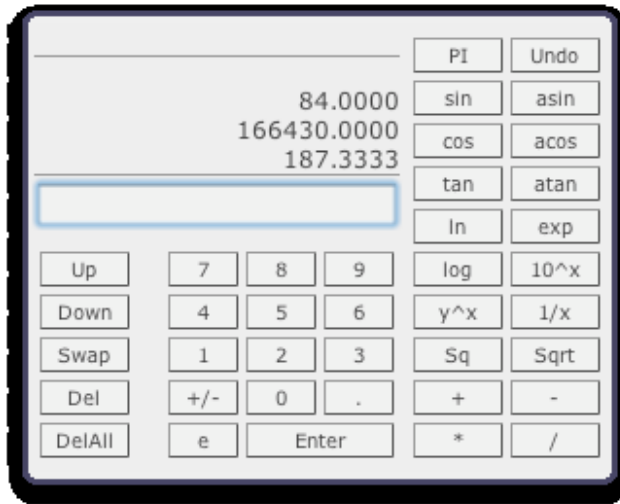 PI Undo
84.0000 sin asin
166430.0000 cos acos
187.3333
tan atan
ln exp
Up 7 8 9 log 10^x
Down 4 5 6 y^x 1/x
Swap 1 2 3 Sq Sqrt
Del +/- 0 . + -
DelAll e Enter * /